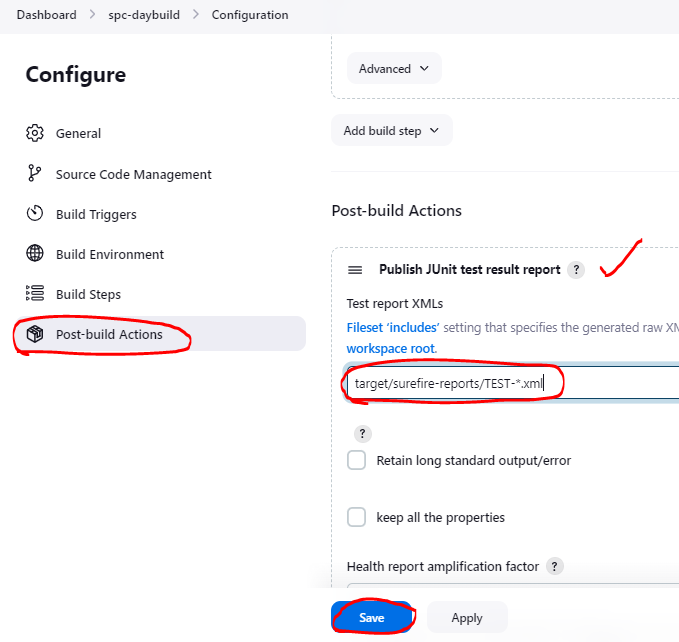 Dashboard > spc-daybuild > Configuration
Configure
General
Source Code Management
Build Triggers
Build Environment
Build Steps
Post-build Actions
Advanced
Add build step
Post-build Actions
Publish JUnit test result report ?
Test report XMLs
Fileset ‘includes’ setting that specifies the generated raw XM
workspace root.
target/surefire-reports/TEST-*.xml
?
Retain long standard output/error
keep all the properties
Health report amplification factor ?
Save
Apply